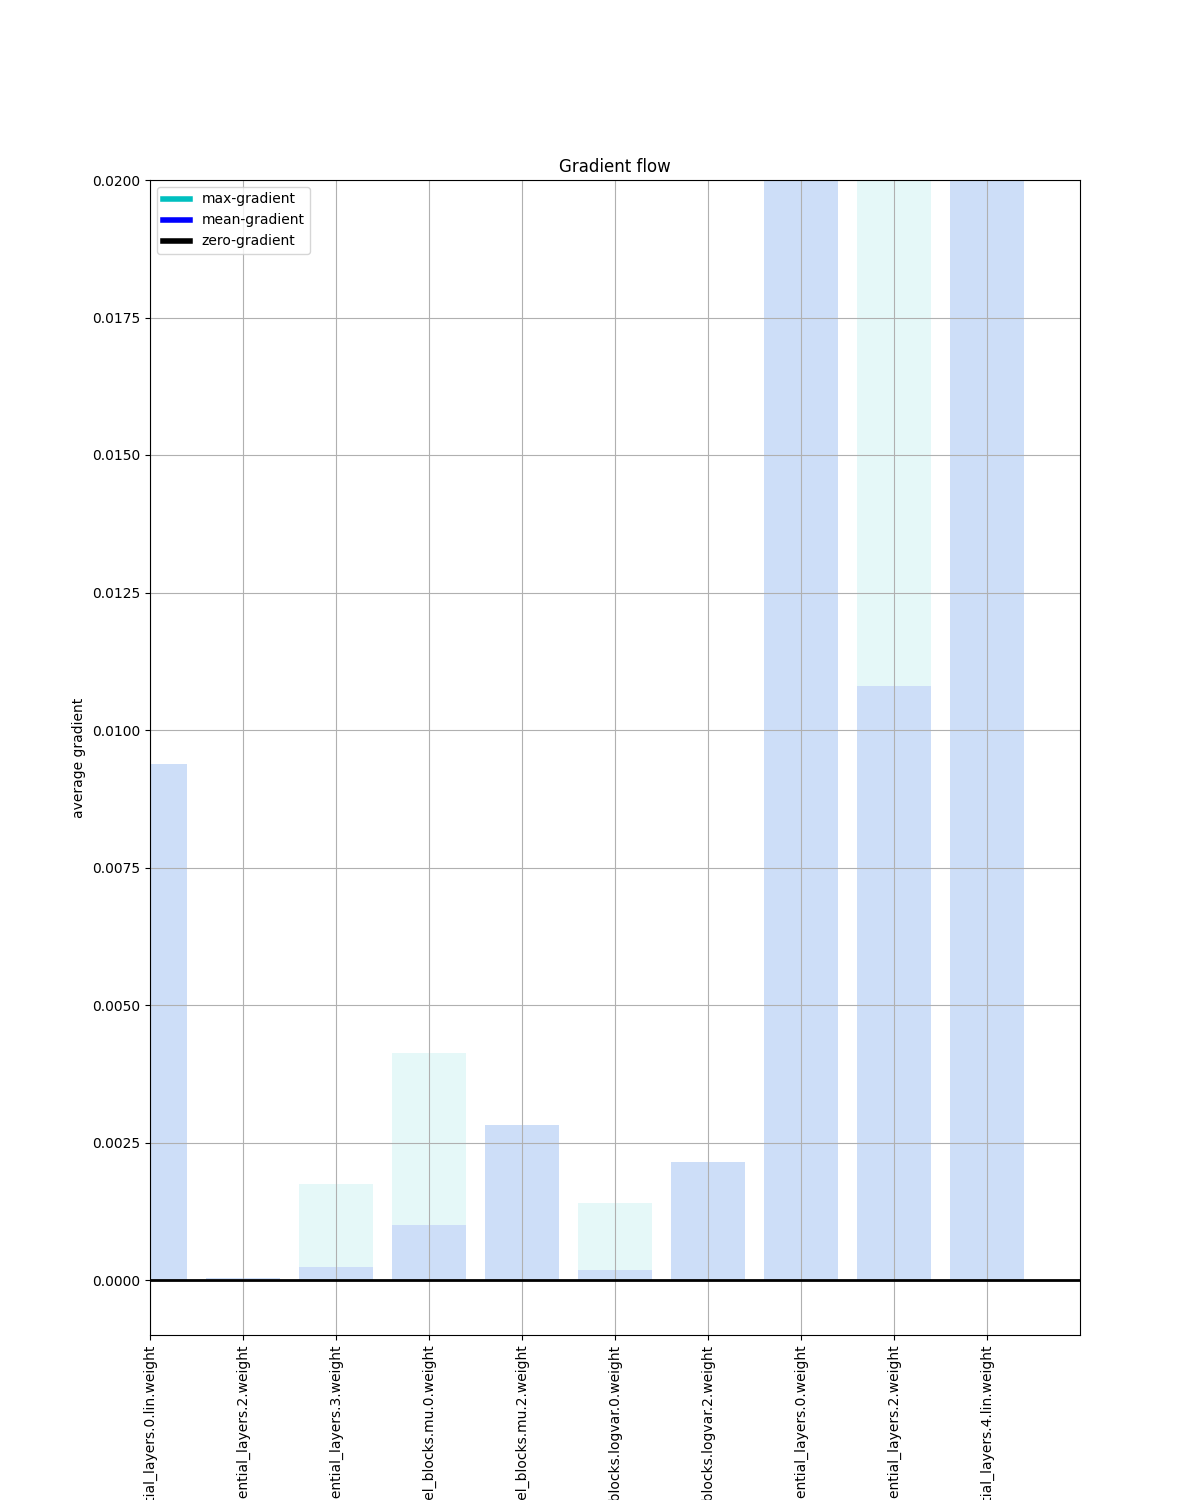 Gradient flow
max-gradient
mean-gradient
zero-gradient
average gradient
0.0200
0.0175
0.0150
0.0125
0.0100
0.0075
0.0050
0.0025
0.0000
tial_layers.0.lin.weight
ential_layers.2.weight
ential_layers.3.weight
el_blocks.mu.0.weight
el_blocks.mu.2.weight
blocks.logvar.0.weight
blocks.logvar.2.weight
ential_layers.0.weight
ential_layers.2.weight
tial_layers.4.lin.weight